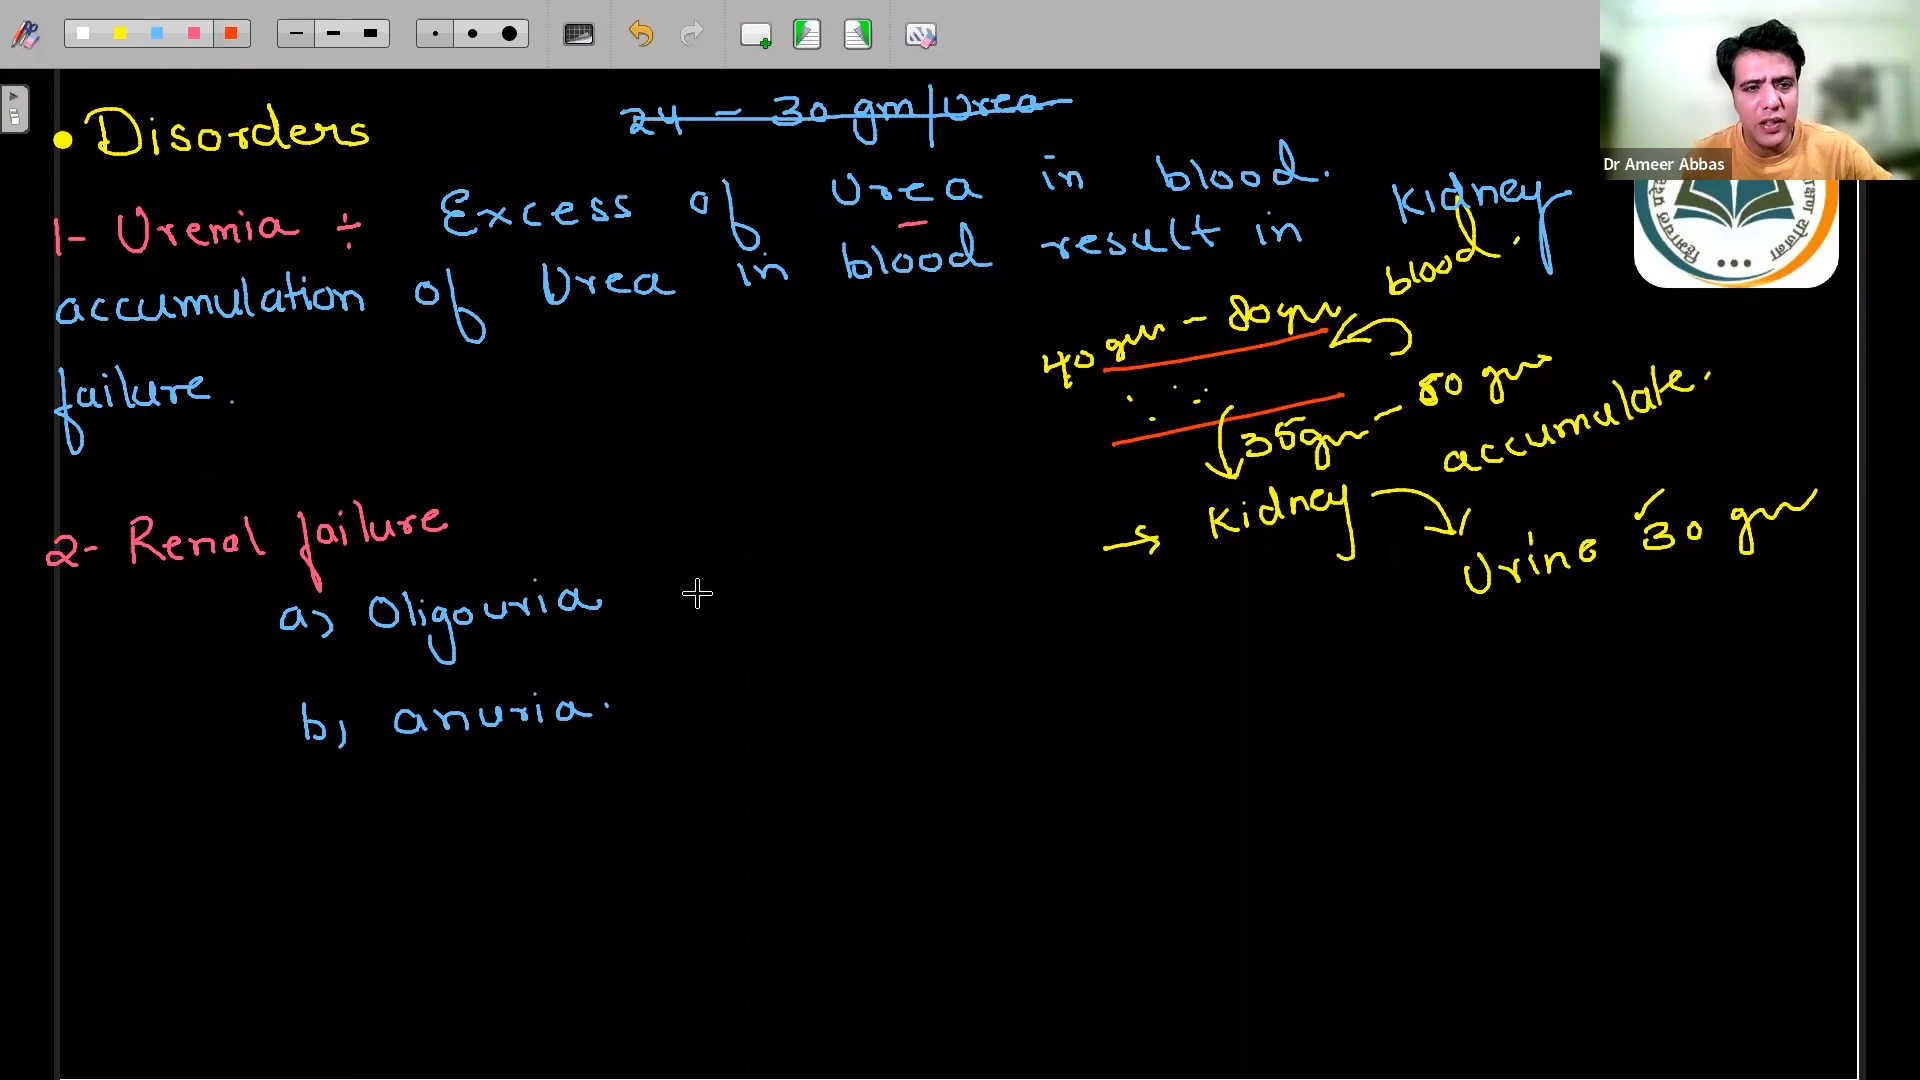 24 - 30 gm | Urea
• Disorders
1- Uremia ÷ Excess of Urea in blood.
accumulation of Urea in blood result in Kidney
failure.
blood.
40 gm - 80 gm
35 gm - 80 gm
accumulate.
→ Kidney
Urine 30 gm
2- Renal failure
a) Oligouria
b) anuria.
Dr Ameer Abbas